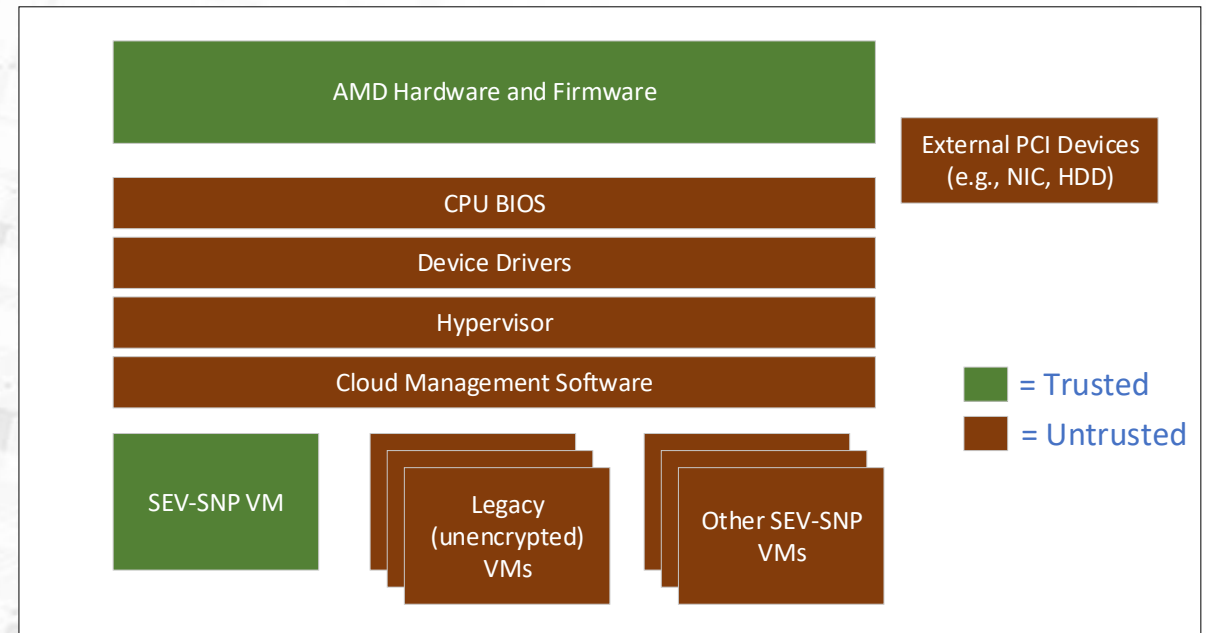 AMD Hardware and Firmware
External PCI Devices
(e.g., NIC, HDD)
CPU BIOS
Device Drivers
Hypervisor
Cloud Management Software
= Trusted
= Untrusted
SEV-SNP VM
Legacy
(unencrypted)
VMs
Other SEV-SNP
VMs